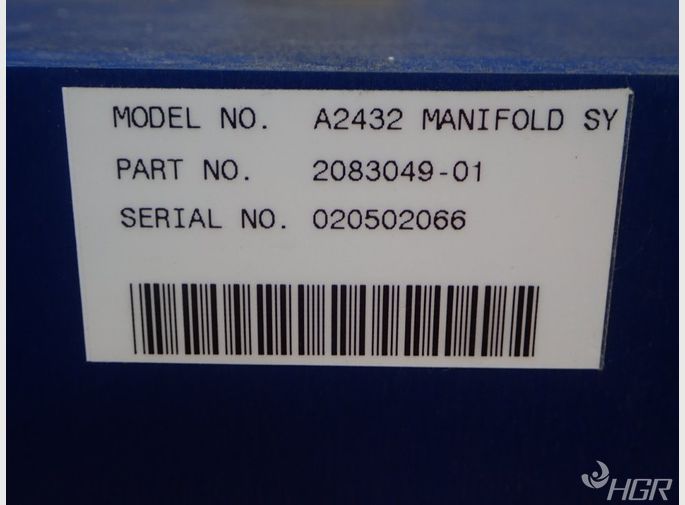 MODEL NO. A2432 MANIFOLD SY
PART NO. 2083049-01
SERIAL NO. 020502066
HGR